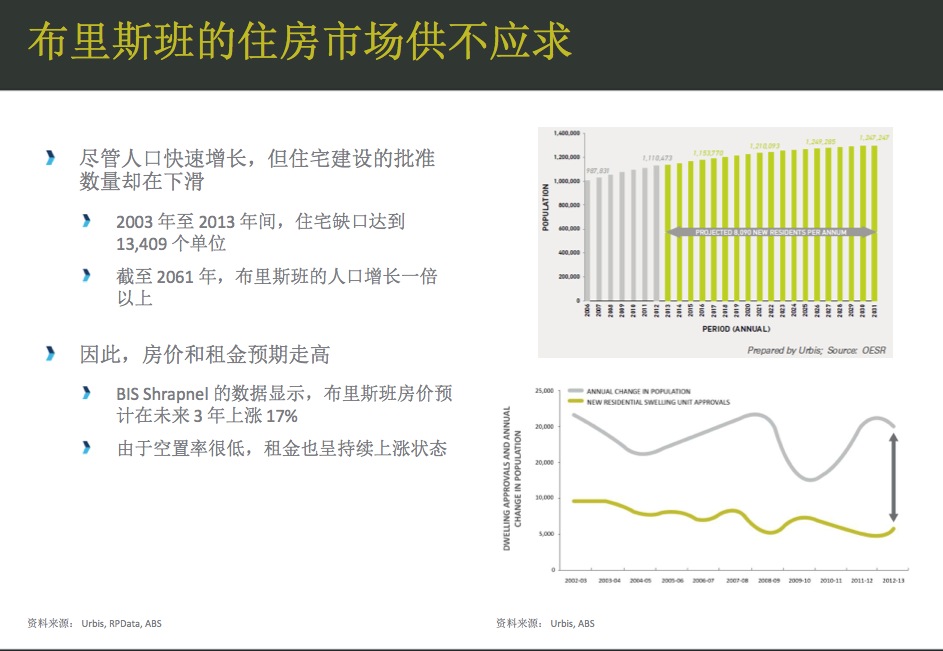 布里斯班的住房市场供不应求
尽管人口快速增长，但住宅建设的批准
数量却在下滑
2003 年至 2013 年间，住宅缺口达到
13,409 个单位
截至 2061 年，布里斯班的人口增长一倍
以上
因此，房价和租金预期走高
BIS Shrapnel 的数据显示，布里斯班房价预
计在未来 3 年上涨 17%
由于空置率很低，租金也呈持续上涨状态
资料来源： Urbis, RPData, ABS
POPULATION
1,400,000
1,200,000
1,000,000
800,000
600,000
400,000
200,000
0
987,831
1,110,473
1,153,770
1,210,093
1,249,285
1,267,247
PROJECTED 8,090 NEW RESIDENTS PER ANNUM
2006 2007 2008 2009 2010 2011 2012 2013 2014 2015 2016 2017 2018 2019 2020 2021 2022 2023 2024 2025 2026 2027 2028 2029 2030 2031
PERIOD (ANNUAL)
Prepared by Urbis; Source: OESR
DWELLING APPROVALS AND ANNUAL
CHANGE IN POPULATION
ANNUAL CHANGE IN POPULATION
NEW RESIDENTIAL SWELLING UNIT APPROVALS
25,000
20,000
20,000
10,000
5,000
0
2002-03 2003-04 2004-05 2005-06 2006-07 2007-08 2008-09 2009-10 2010-11 2011-12 2012-13
资料来源： Urbis, ABS